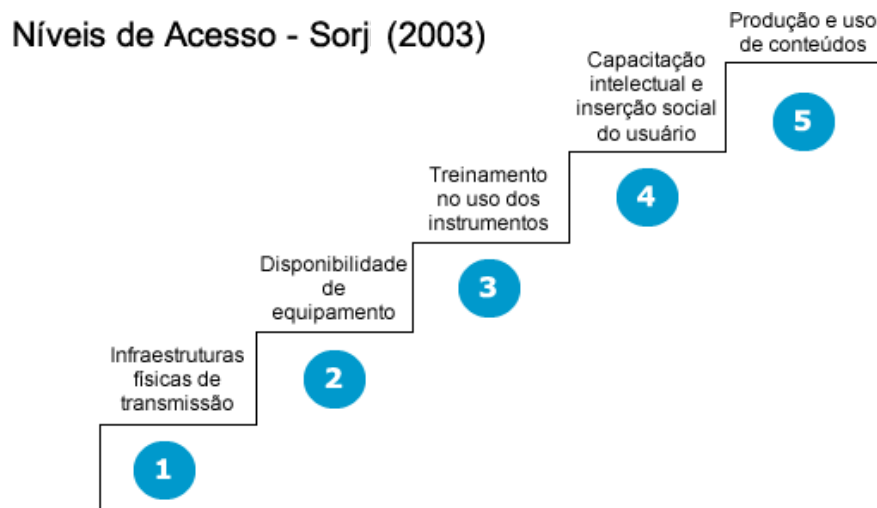 Níveis de Acesso - Sorj (2003)
Infraestruturas
físicas de
transmissão
1
Disponibilidade
de
equipamento
2
Treinamento
no uso dos
instrumentos
3
Capacitação
intelectual e
inserção social
do usuário
4
Produção e uso
de conteúdos
5